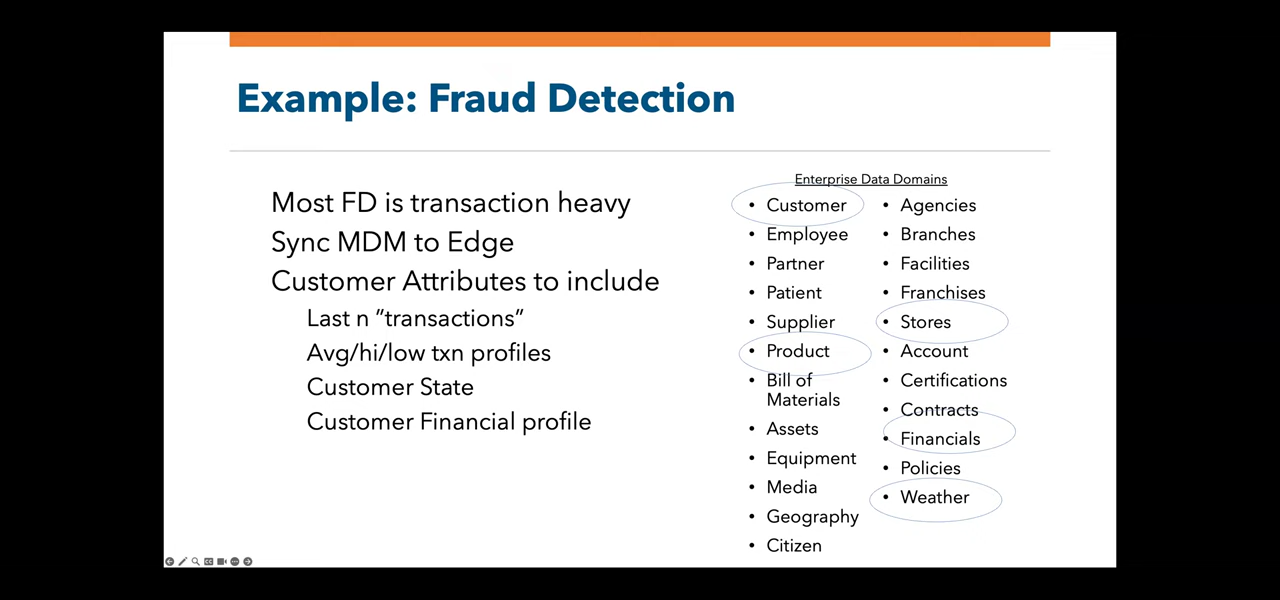 Example: Fraud Detection
Most FD is transaction heavy
Sync MDM to Edge
Customer Attributes to include
Last n ”transactions”
Avg/hi/low txn profiles
Customer State
Customer Financial profile
Enterprise Data Domains
• Customer
• Employee
• Partner
• Patient
• Supplier
• Product
• Bill of
Materials
• Assets
• Equipment
• Media
• Geography
• Citizen
• Agencies
• Branches
• Facilities
• Franchises
• Stores
• Account
• Certifications
• Contracts
• Financials
• Policies
• Weather